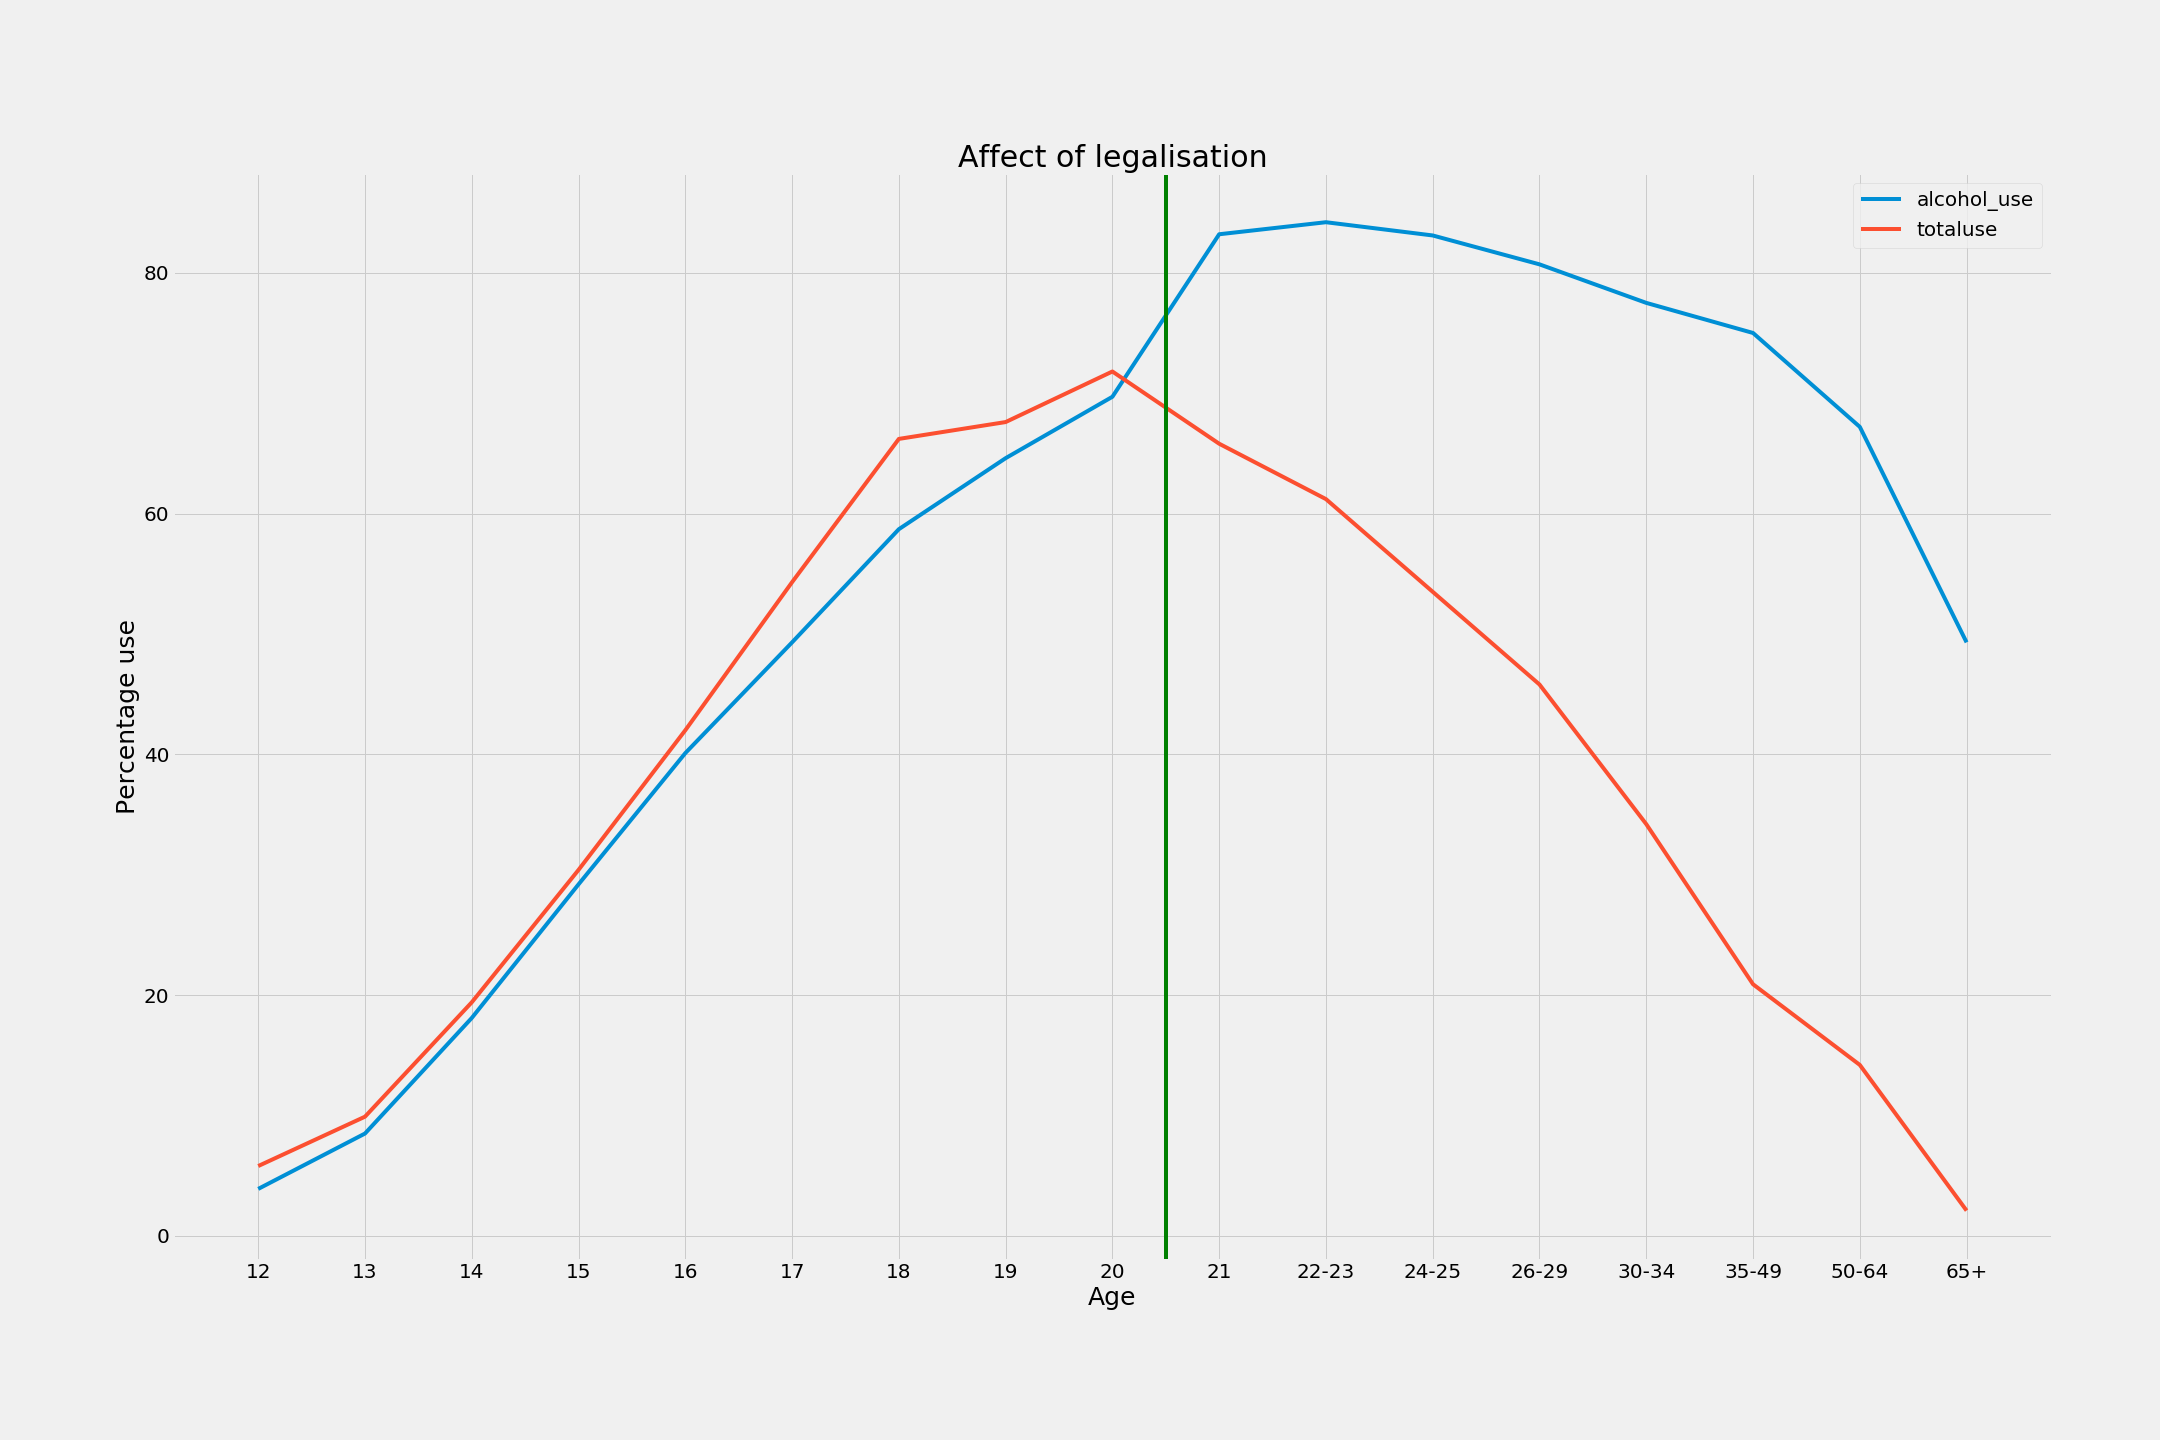 Affect of legalisation
alcohol_use
totaluse
Percentage use
80
60
40
20
0
12 13 14 15 16 17 18 19 20 21 22-23 24-25 26-29 30-34 35-49 50-64 65+
Age